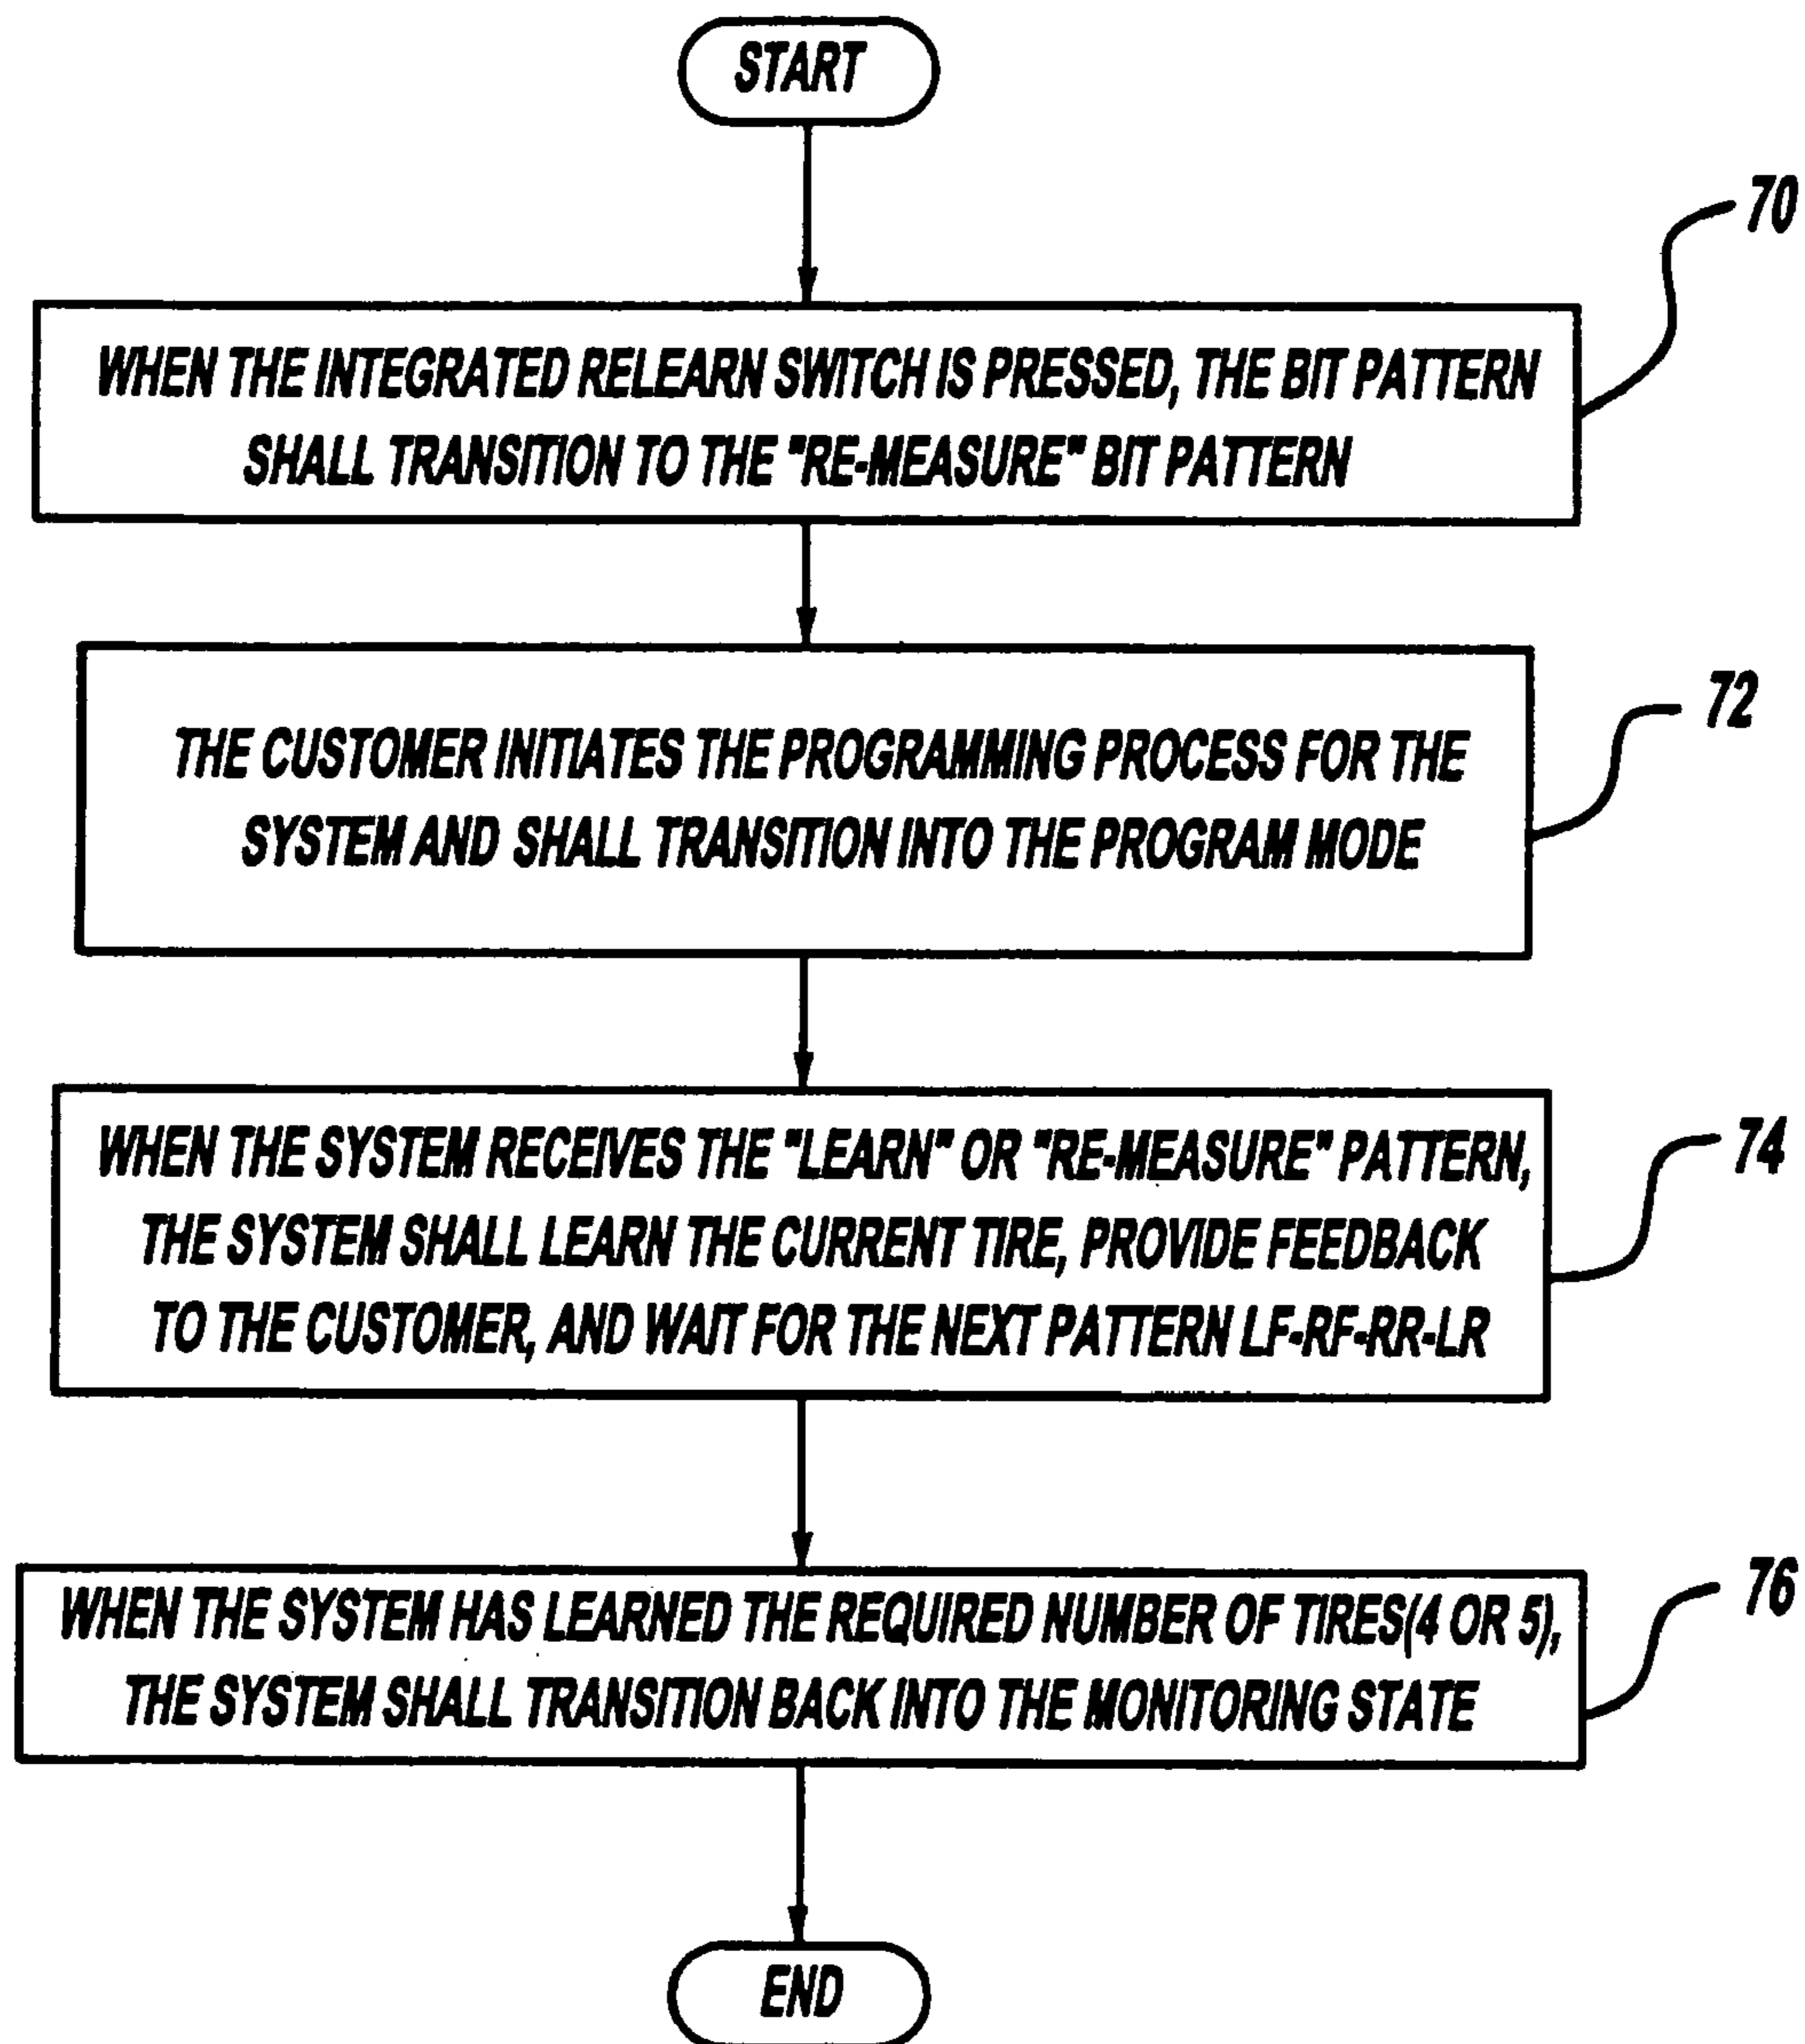 START
70
WHEN THE INTEGRATED RELEARN SWITCH IS PRESSED, THE BIT PATTERN
SHALL TRANSITION TO THE "RE-MEASURE" BIT PATTERN
72
THE CUSTOMER INITIATES THE PROGRAMMING PROCESS FOR THE
SYSTEM AND SHALL TRANSITION INTO THE PROGRAM MODE
74
WHEN THE SYSTEM RECEIVES THE "LEARN" OR "RE-MEASURE" PATTERN,
THE SYSTEM SHALL LEARN THE CURRENT TIRE, PROVIDE FEEDBACK
TO THE CUSTOMER, AND WAIT FOR THE NEXT PATTERN LF-RF-RR-LR
76
WHEN THE SYSTEM HAS LEARNED THE REQUIRED NUMBER OF TIRES(4 OR 5),
THE SYSTEM SHALL TRANSITION BACK INTO THE MONITORING STATE
END